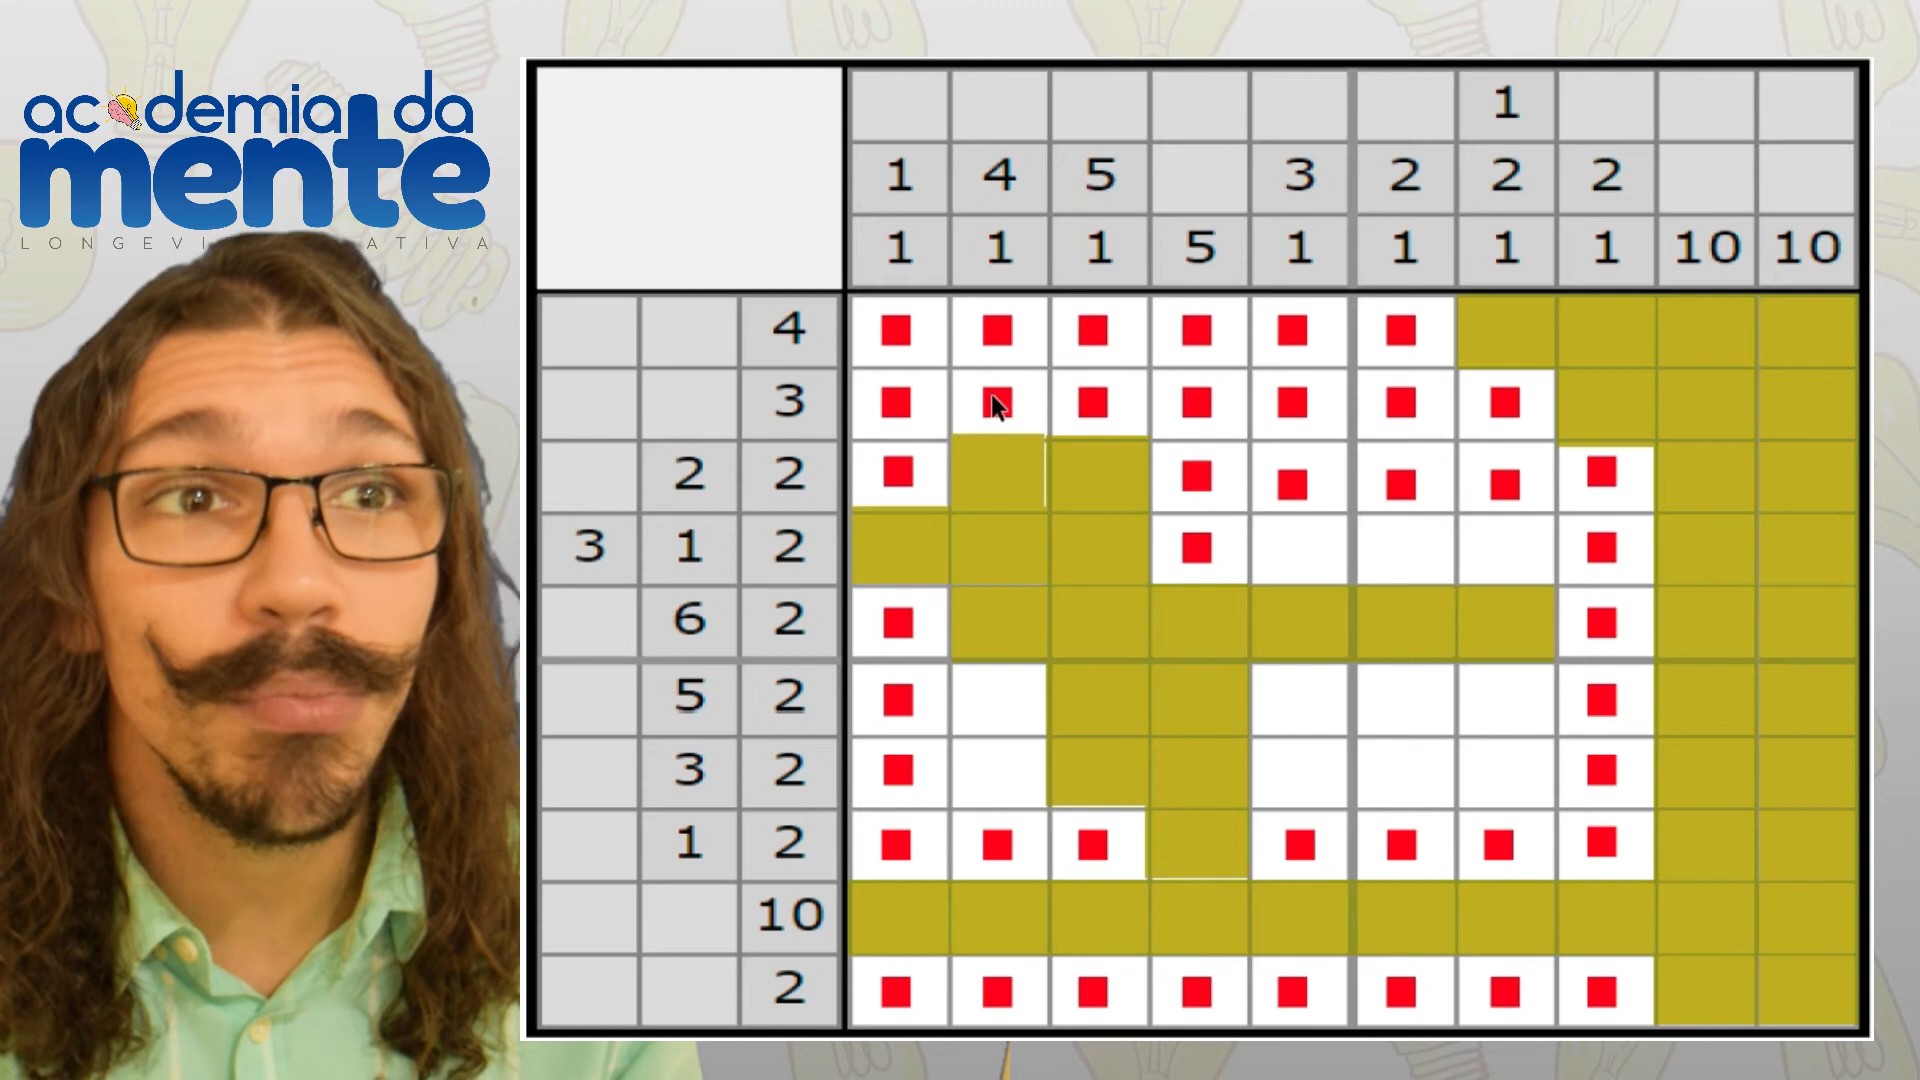 academia da
mente
LONGEVI ATIVA
1
1 4 5 3 2 2 2
1 1 1 5 1 1 1 1 10 10
4
3
2 2
3 1 2
6 2
5 2
3 2
1 2
10
2